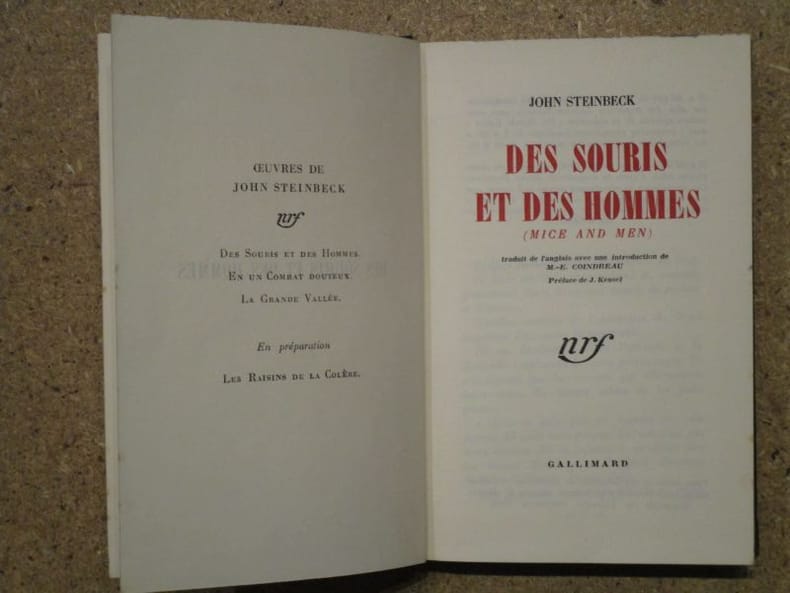 ŒUVRES DE
JOHN STEINBECK
nrf
DES SOURIS ET DES HOMMES.
EN UN COMBAT DOUTEUX
LA GRANDE VALLÉE.
En préparation
LES RAISINS DE LA COLÈRE.
JOHN STEINBECK
DES SOURIS
ET DES HOMMES
(MICE AND MEN)
traduit de l'anglais avec une introduction de
M.-E. COINDREAU
Préface de J. Kessel
nrf
GALLIMARD